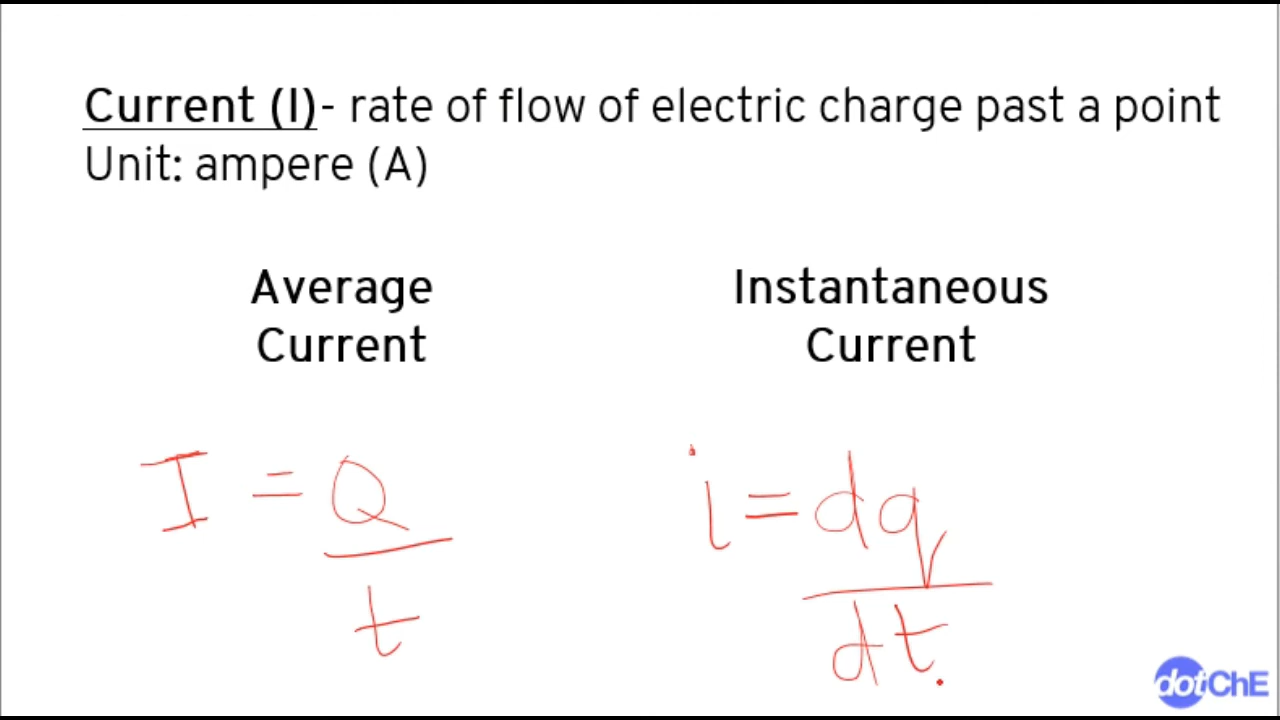 Current (I)- rate of flow of electric charge past a point
Unit: ampere (A)
Average
Current
I = Q
t
Instantaneous
Current
i = dq
dt
dotChE